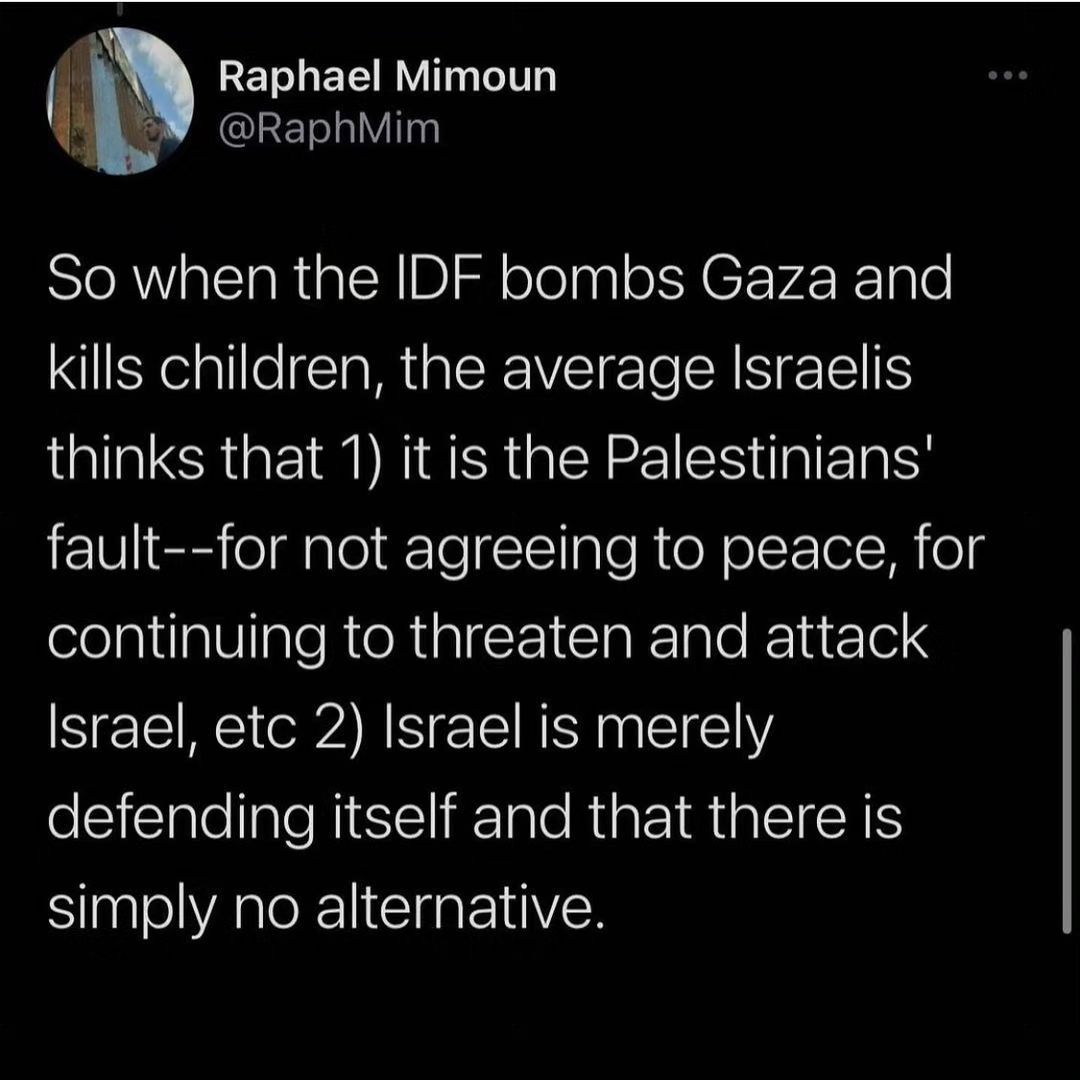 Raphael Mimoun
@RaphMim
So when the IDF bombs Gaza and
kills children, the average Israelis
thinks that 1) it is the Palestinians'
fault--for not agreeing to peace, for
continuing to threaten and attack
Israel, etc 2) Israel is merely
defending itself and that there is
simply no alternative.